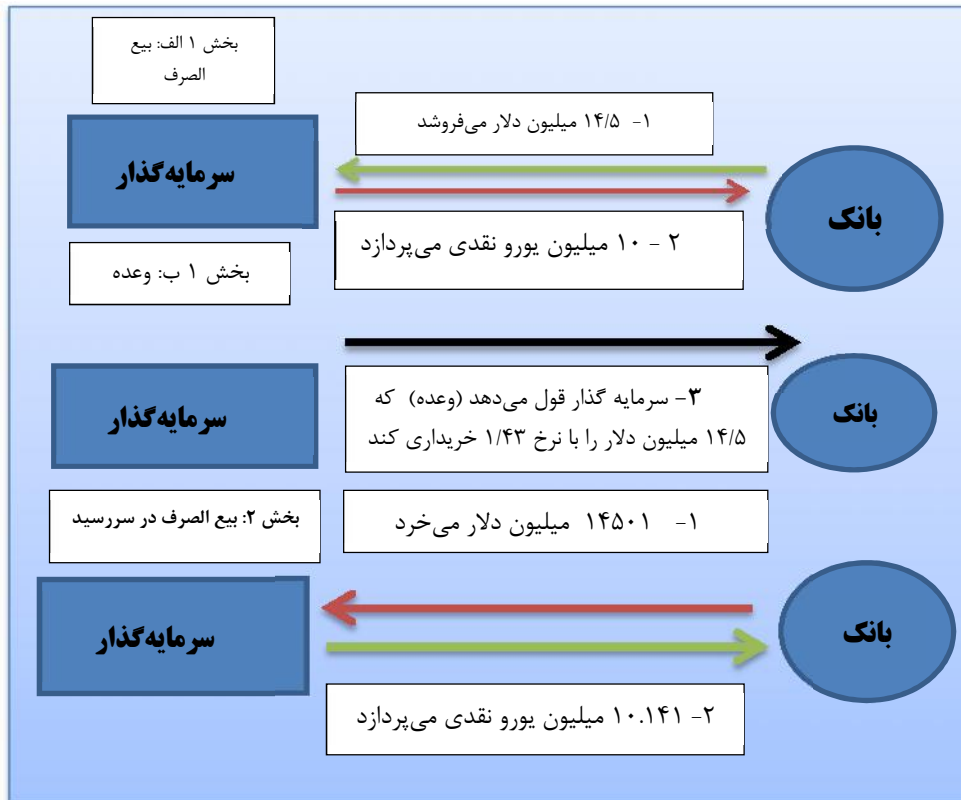 بخش ۱ الف: بیع
الصرف
۱- ۱۴/۵ میلیون دلار می‌فروشد
سرمایه‌گذار
بانک
۲ - ۱۰ میلیون یورو نقدی می‌پردازد
بخش ۱ ب: وعده
سرمایه‌گذار
۳- سرمایه گذار قول می‌دهد (وعده) که
۱۴/۵ میلیون دلار را با نرخ ۱/۴۳ خریداری کند
بانک
بخش ۲: بیع الصرف در سررسید
۱- ۱۴۵۰۱ میلیون دلار می‌خرد
سرمایه‌گذار
بانک
۲- ۱۰.۱۴۱ میلیون یورو نقدی می‌پردازد